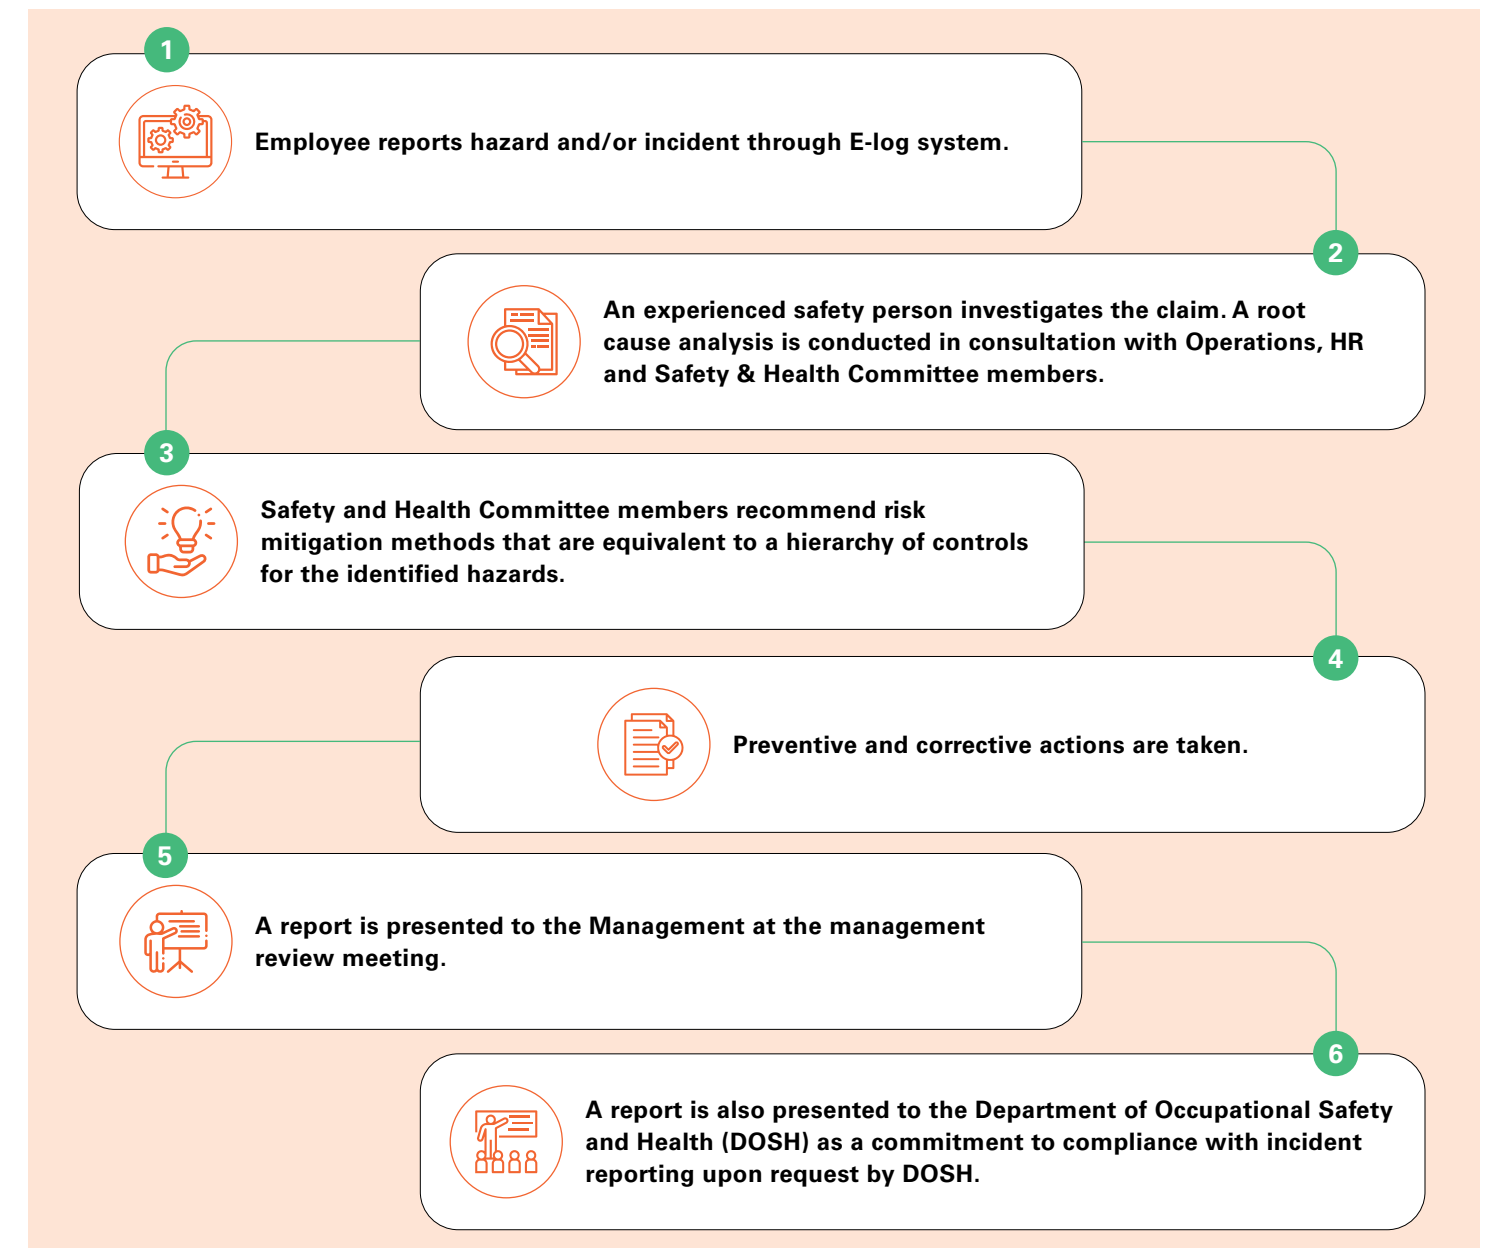 1
Employee reports hazard and/or incident through E-log system.
2
An experienced safety person investigates the claim. A root
cause analysis is conducted in consultation with Operations, HR
and Safety & Health Committee members.
3
Safety and Health Committee members recommend risk
mitigation methods that are equivalent to a hierarchy of controls
for the identified hazards.
4
Preventive and corrective actions are taken.
5
A report is presented to the Management at the management
review meeting.
6
A report is also presented to the Department of Occupational Safety
and Health (DOSH) as a commitment to compliance with incident
reporting upon request by DOSH.